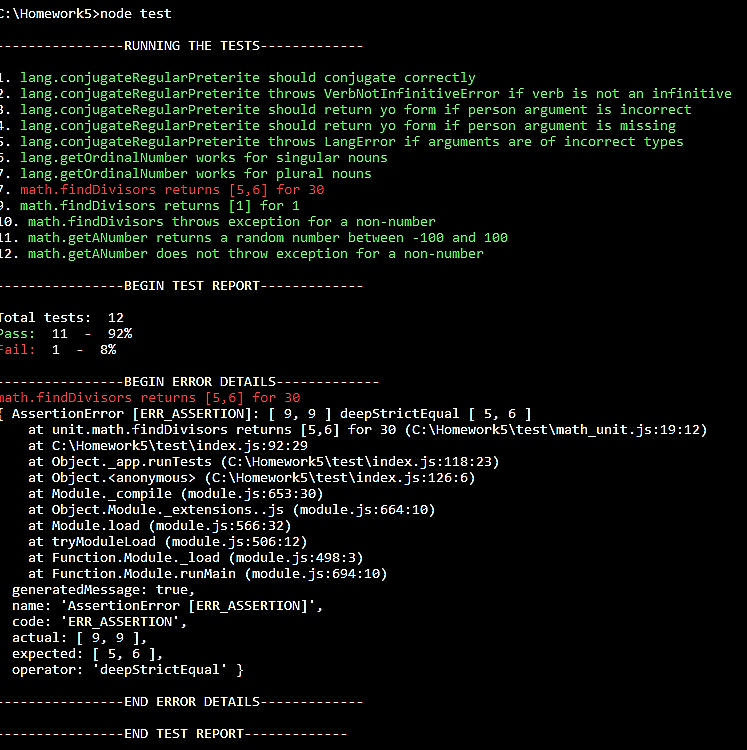 C:\Homework5>node test
----------------RUNNING THE TESTS-------------
1. lang.conjugateRegularPreterite should conjugate correctly
2. lang.conjugateRegularPreterite throws VerbNotInfinitiveError if verb is not an infinitive
3. lang.conjugateRegularPreterite should return yo form if person argument is incorrect
4. lang.conjugateRegularPreterite should return yo form if person argument is missing
5. lang.conjugateRegularPreterite throws LangError if arguments are of incorrect types
6. lang.getOrdinalNumber works for singular nouns
7. lang.getOrdinalNumber works for plural nouns
7. math.findDivisors returns [5,6] for 30
9. math.findDivisors returns [1] for 1
10. math.findDivisors throws exception for a non-number
11. math.getANumber returns a random number between -100 and 100
12. math.getANumber does not throw exception for a non-number
----------------BEGIN TEST REPORT-------------
Total tests:  12
Pass:  11  -  92%
Fail:  1  -  8%
----------------BEGIN ERROR DETAILS-------------
math.findDivisors returns [5,6] for 30
{ AssertionError [ERR_ASSERTION]: [ 9, 9 ] deepStrictEqual [ 5, 6 ]
    at unit.math.findDivisors returns [5,6] for 30 (C:\Homework5\test\math_unit.js:19:12)
    at C:\Homework5\test\index.js:92:29
    at Object._app.runTests (C:\Homework5\test\index.js:118:23)
    at Object.<anonymous> (C:\Homework5\test\index.js:126:6)
    at Module._compile (module.js:653:30)
    at Object.Module._extensions..js (module.js:664:10)
    at Module.load (module.js:566:32)
    at tryModuleLoad (module.js:506:12)
    at Function.Module._load (module.js:498:3)
    at Function.Module.runMain (module.js:694:10)
  generatedMessage: true,
  name: 'AssertionError [ERR_ASSERTION]',
  code: 'ERR_ASSERTION',
  actual: [ 9, 9 ],
  expected: [ 5, 6 ],
  operator: 'deepStrictEqual' }
----------------END ERROR DETAILS-------------
----------------END TEST REPORT-------------